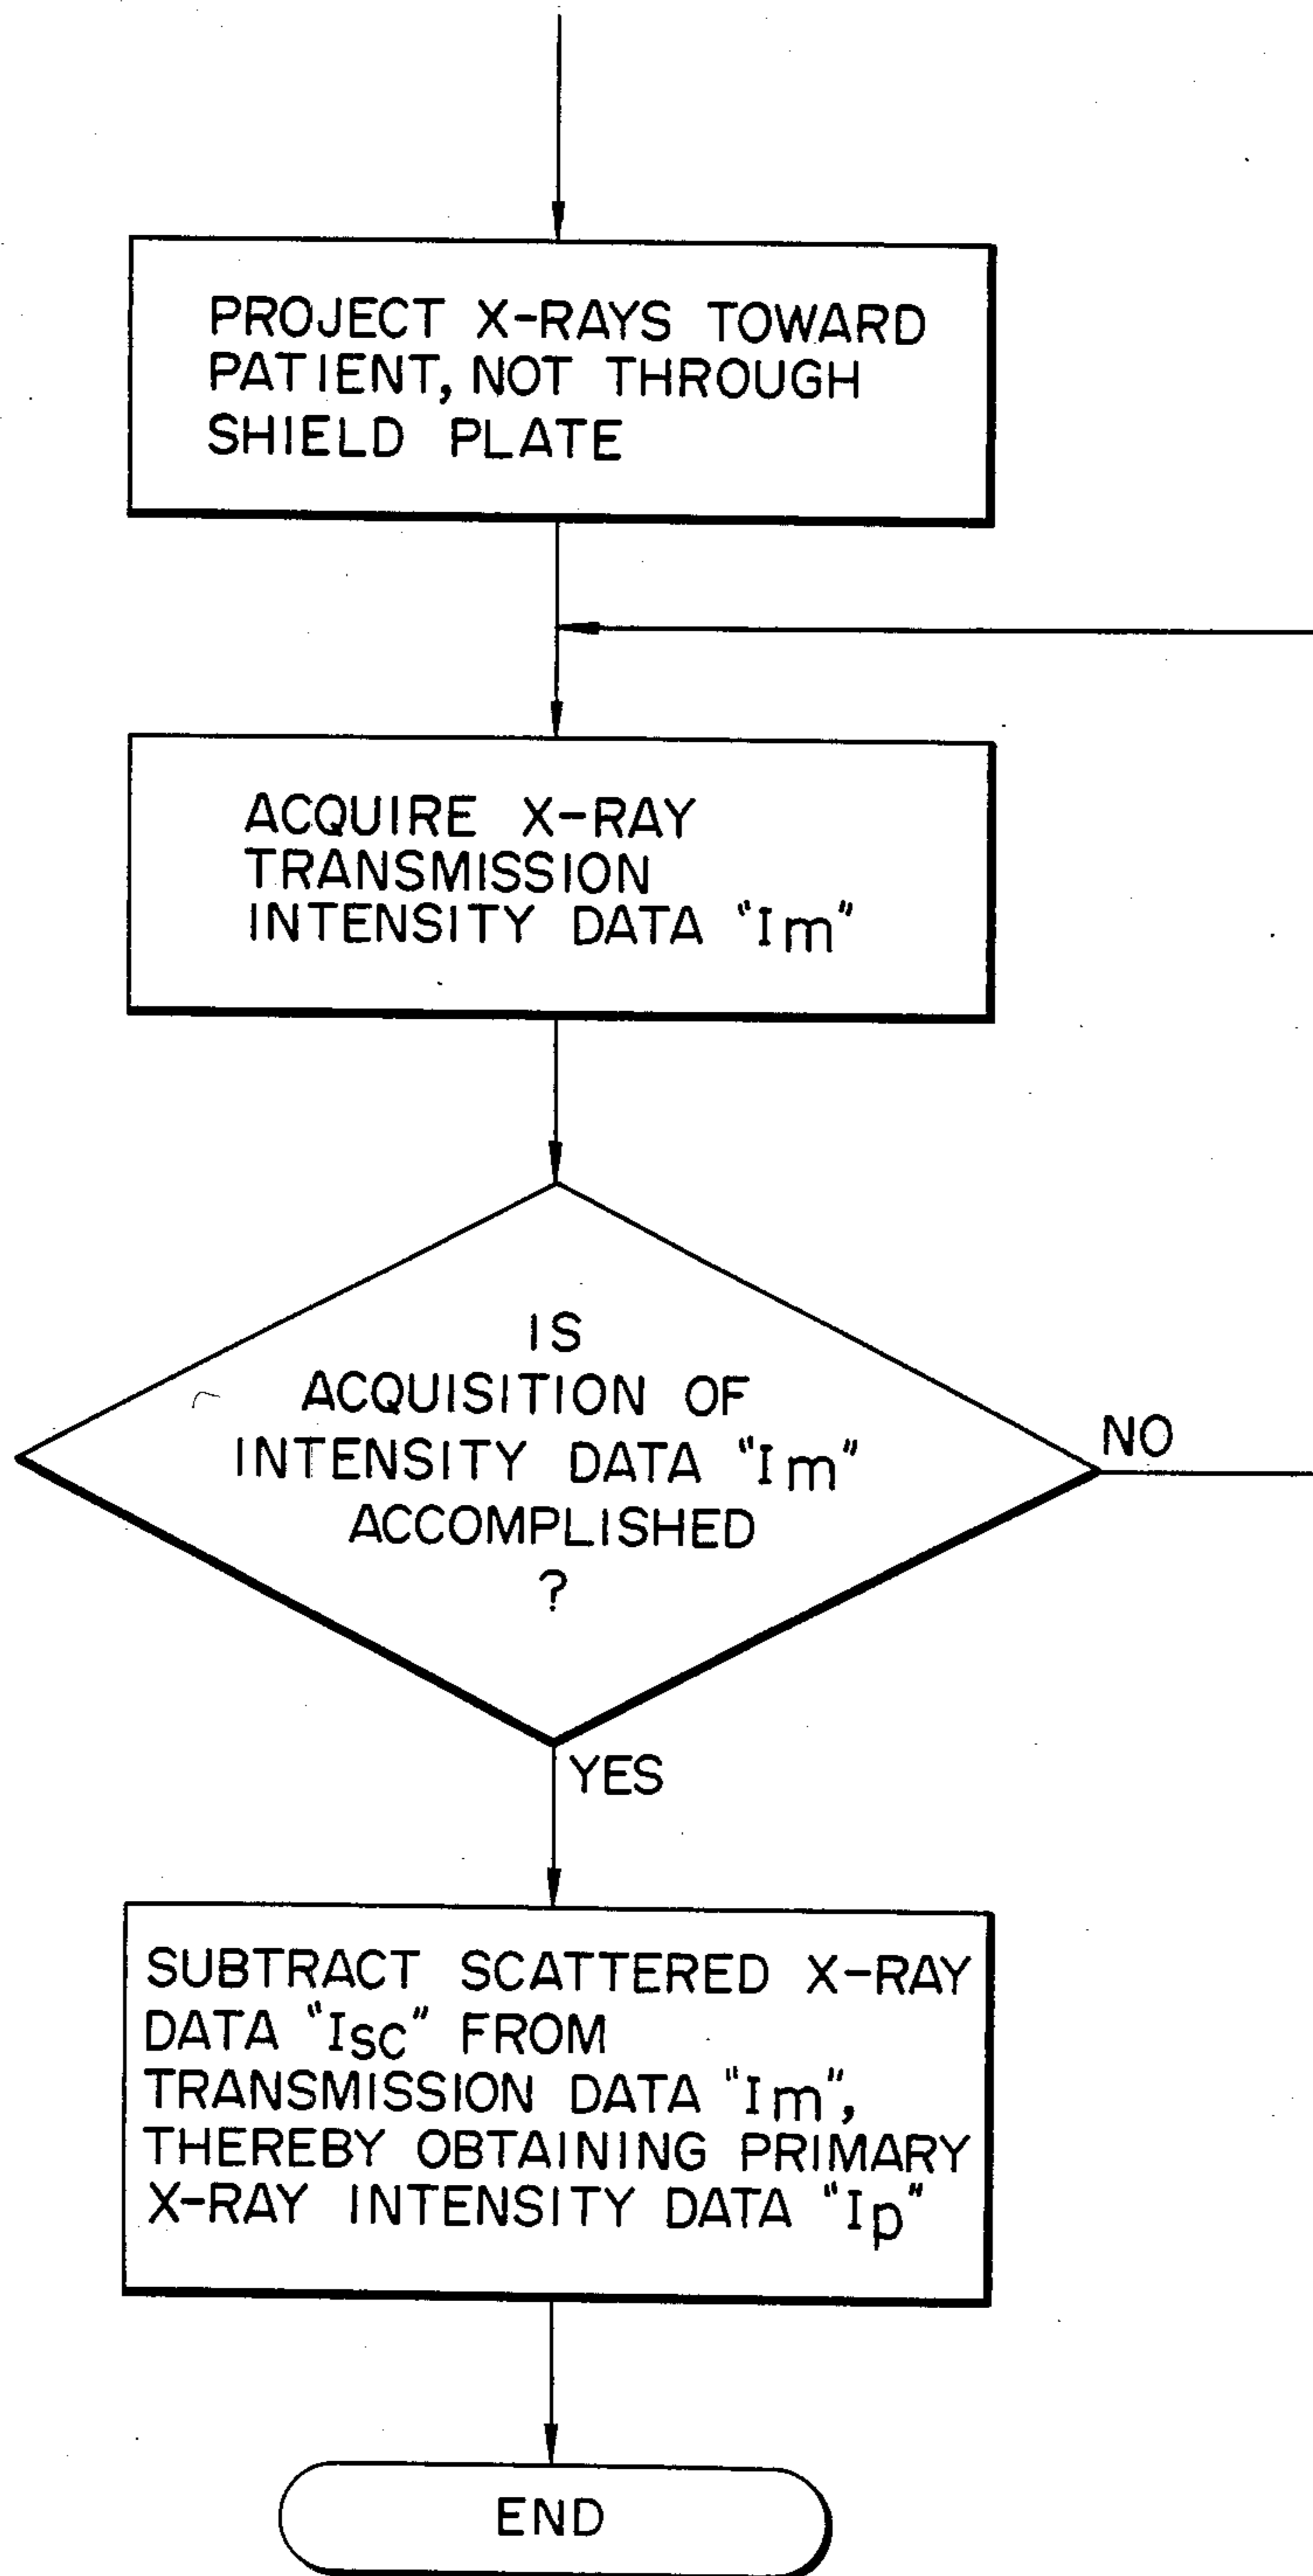 PROJECT X-RAYS TOWARD
PATIENT, NOT THROUGH
SHIELD PLATE
ACQUIRE X-RAY
TRANSMISSION
INTENSITY DATA "Im"
IS
ACQUISITION OF
INTENSITY DATA "Im"
ACCOMPLISHED
?
NO
YES
SUBTRACT SCATTERED X-RAY
DATA "Isc" FROM
TRANSMISSION DATA "Im",
THEREBY OBTAINING PRIMARY
X-RAY INTENSITY DATA "Ip"
END